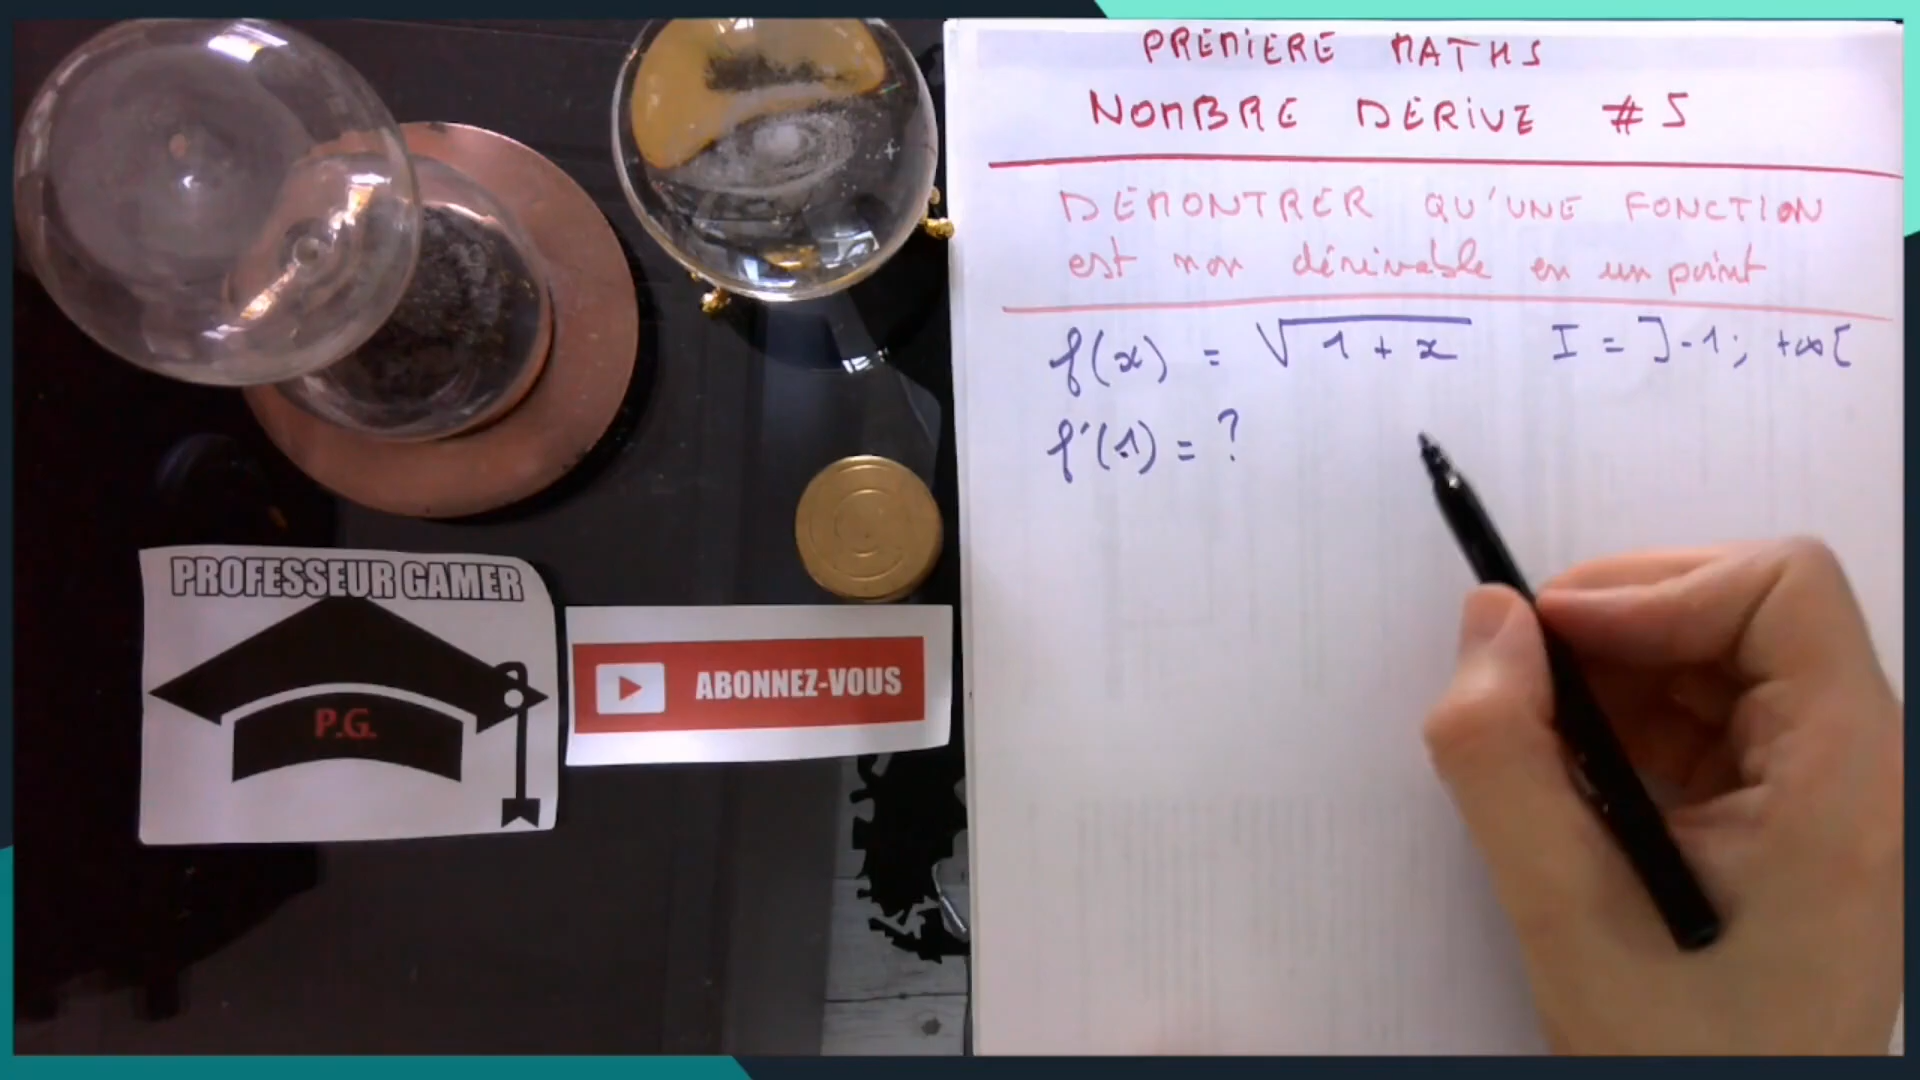 PREMIERE MATHS
NOMBRE DERIVE #5
DEMONTRER QU'UNE FONCTION
est non dérivable en un point
f(x) = √1 + x I = ]-1; +∞[
f'(1) = ?
PROFESSEUR GAMER
P.G.
ABONNEZ-VOUS